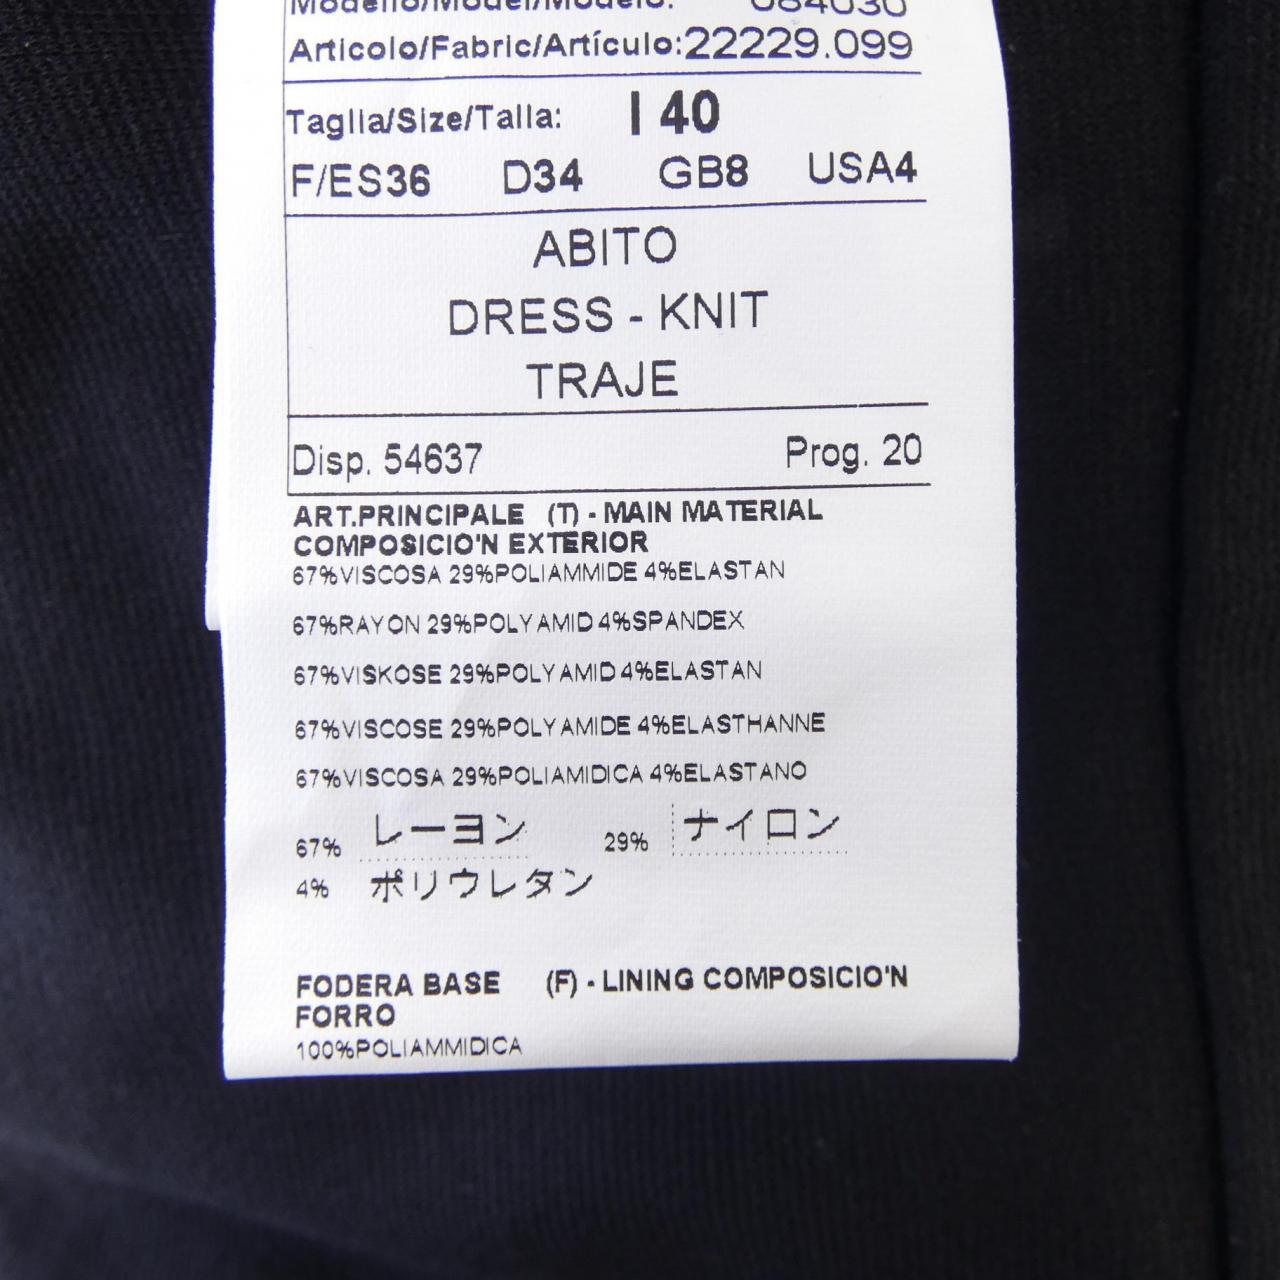 Modello/Model/Modelo: 084030
Articolo/Fabric/Artículo:22229.099
Taglia/Size/Talla: I 40
F/ES36 D34 GB8 USA4
ABITO
DRESS - KNIT
TRAJE
Disp. 54637 Prog. 20
ART.PRINCIPALE (T) - MAIN MATERIAL
COMPOSICIO'N EXTERIOR
67%VISCOSA 29%POLIAMMIDE 4%ELASTAN
67%RAYON 29%POLYAMID 4%SPANDEX
67%VISKOSE 29%POLYAMID 4%ELASTAN
67%VISCOSE 29%POLYAMIDE 4%ELASTHANNE
67%VISCOSA 29%POLIAMIDICA 4%ELASTANO
67% レーヨン 29% ナイロン
4% ポリウレタン
FODERA BASE (F) - LINING COMPOSICIO'N
FORRO
100%POLIAMMIDICA